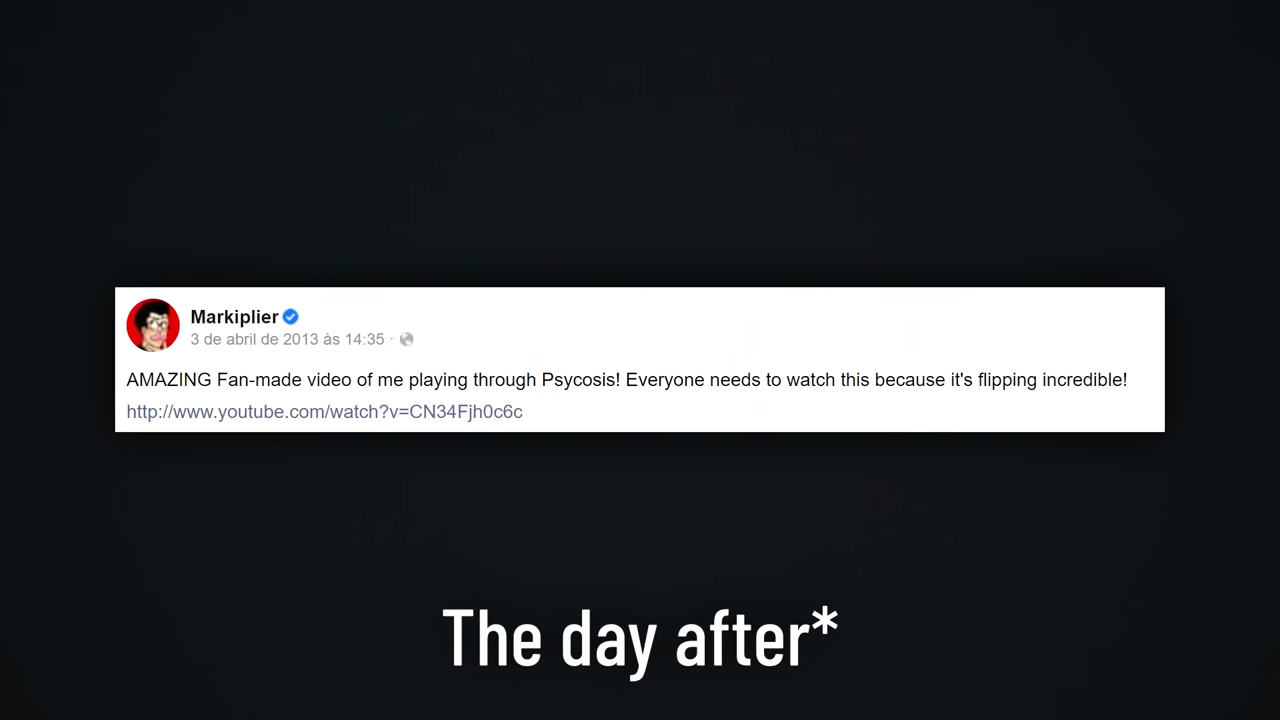 Markiplier
3 de abril de 2013 às 14:35 ·
AMAZING Fan-made video of me playing through Psycosis! Everyone needs to watch this because it's flipping incredible!
http://www.youtube.com/watch?v=CN34Fjh0c6c
The day after*